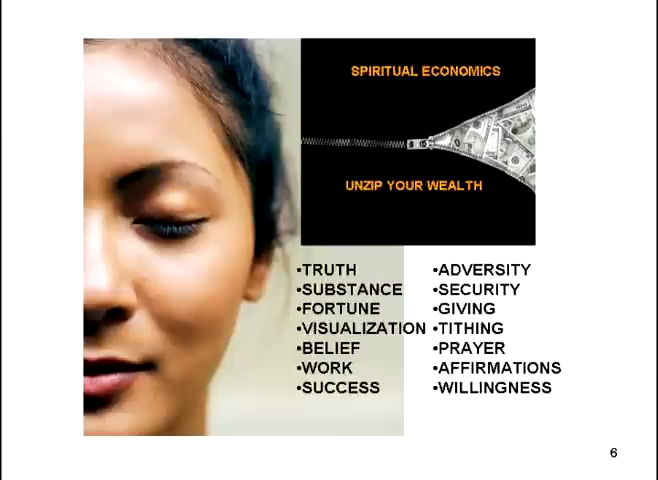 SPIRITUAL ECONOMICS
UNZIP YOUR WEALTH
•TRUTH
•SUBSTANCE
•FORTUNE
•VISUALIZATION
•BELIEF
•WORK
•SUCCESS
•ADVERSITY
•SECURITY
•GIVING
•TITHING
•PRAYER
•AFFIRMATIONS
•WILLINGNESS
6